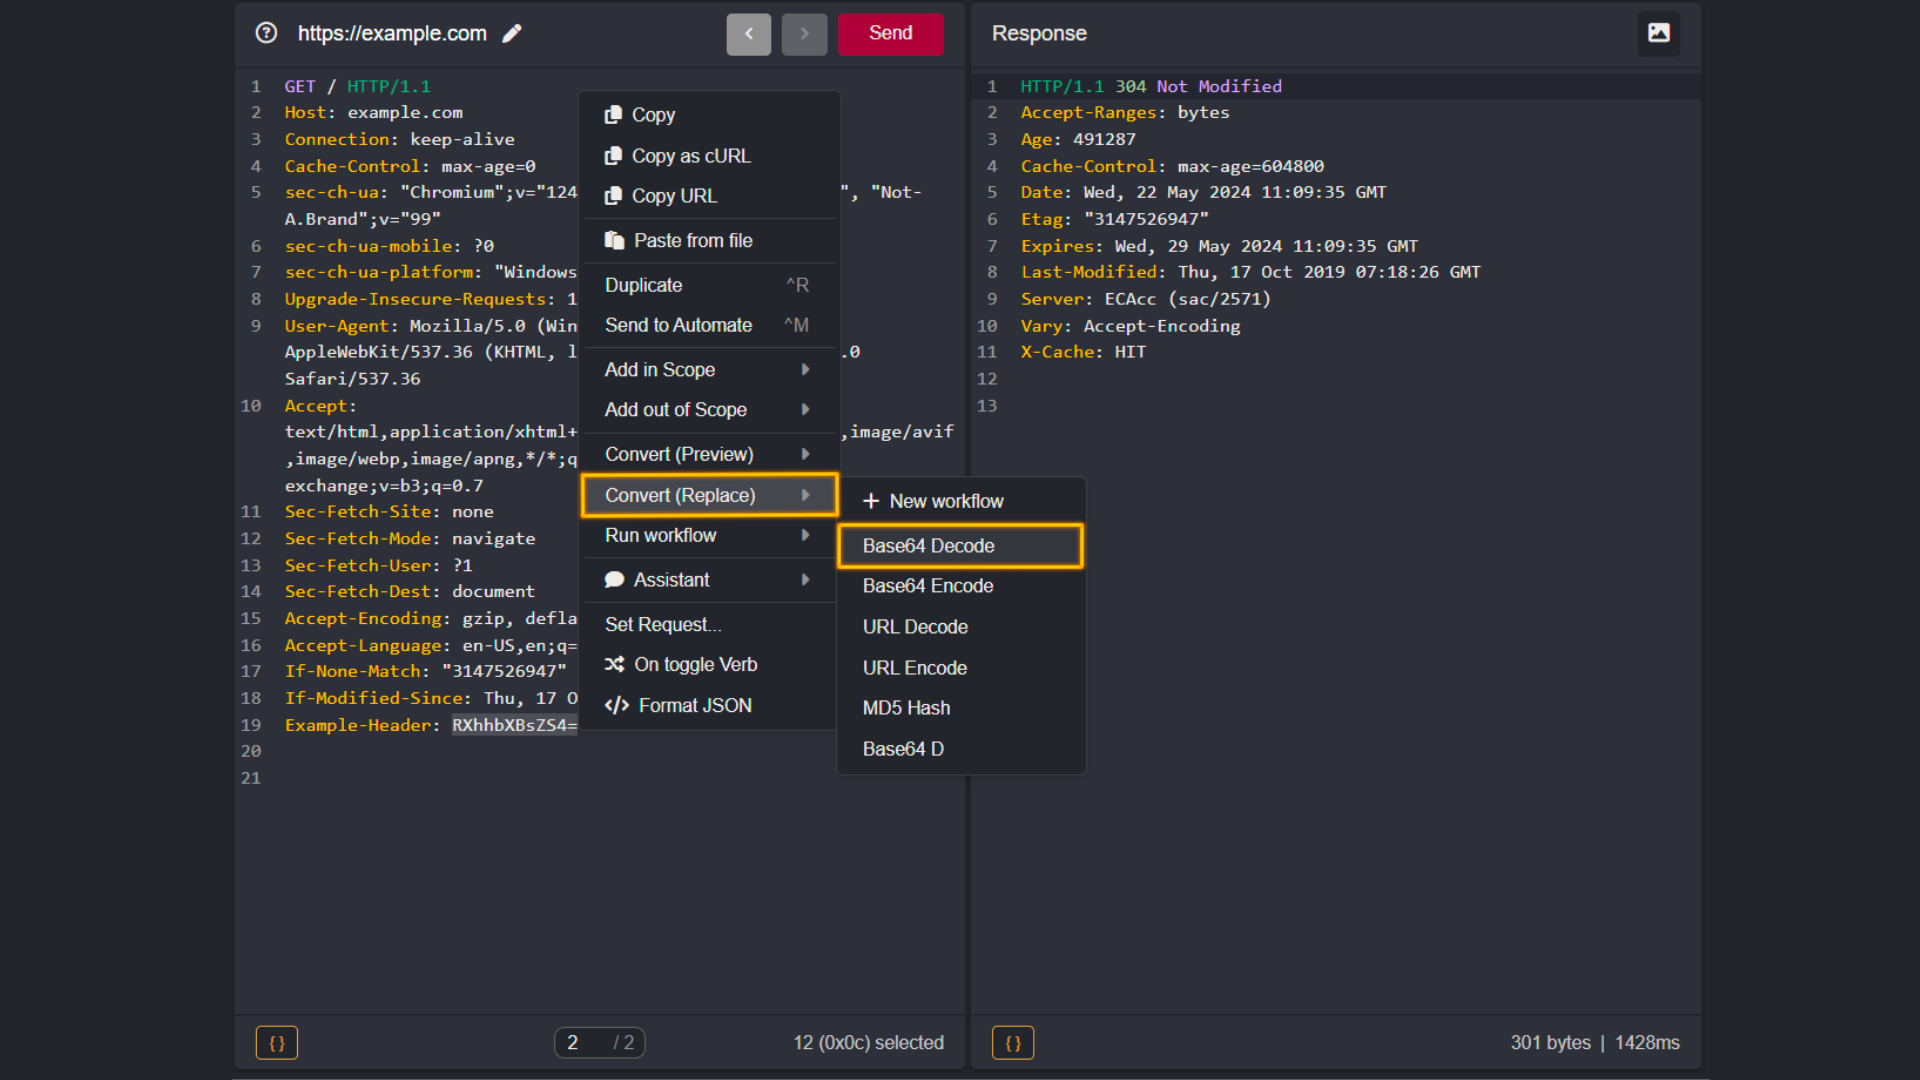 https://example.com
Send
1 GET / HTTP/1.1
2 Host: example.com
3 Connection: keep-alive
4 Cache-Control: max-age=0
5 sec-ch-ua: "Chromium";v="124 ", "Not-
A.Brand";v="99"
6 sec-ch-ua-mobile: ?0
7 sec-ch-ua-platform: "Windows
8 Upgrade-Insecure-Requests: 1
9 User-Agent: Mozilla/5.0 (Win
AppleWebKit/537.36 (KHTML, l .0
Safari/537.36
10 Accept:
text/html,application/xhtml+ ,image/avif
,image/webp,image/apng,*/*;q
exchange;v=b3;q=0.7
11 Sec-Fetch-Site: none
12 Sec-Fetch-Mode: navigate
13 Sec-Fetch-User: ?1
14 Sec-Fetch-Dest: document
15 Accept-Encoding: gzip, defla
16 Accept-Language: en-US,en;q=
17 If-None-Match: "3147526947"
18 If-Modified-Since: Thu, 17 O
19 Example-Header: RXhhbXBsZS4=
20
21
Copy
Copy as cURL
Copy URL
Paste from file
Duplicate ^R
Send to Automate ^M
Add in Scope
Add out of Scope
Convert (Preview)
Convert (Replace)
Run workflow
Assistant
Set Request...
On toggle Verb
Format JSON
+ New workflow
Base64 Decode
Base64 Encode
URL Decode
URL Encode
MD5 Hash
Base64 D
{} 2 / 2 12 (0x0c) selected
Response
1 HTTP/1.1 304 Not Modified
2 Accept-Ranges: bytes
3 Age: 491287
4 Cache-Control: max-age=604800
5 Date: Wed, 22 May 2024 11:09:35 GMT
6 Etag: "3147526947"
7 Expires: Wed, 29 May 2024 11:09:35 GMT
8 Last-Modified: Thu, 17 Oct 2019 07:18:26 GMT
9 Server: ECAcc (sac/2571)
10 Vary: Accept-Encoding
11 X-Cache: HIT
12
13
{} 301 bytes | 1428ms